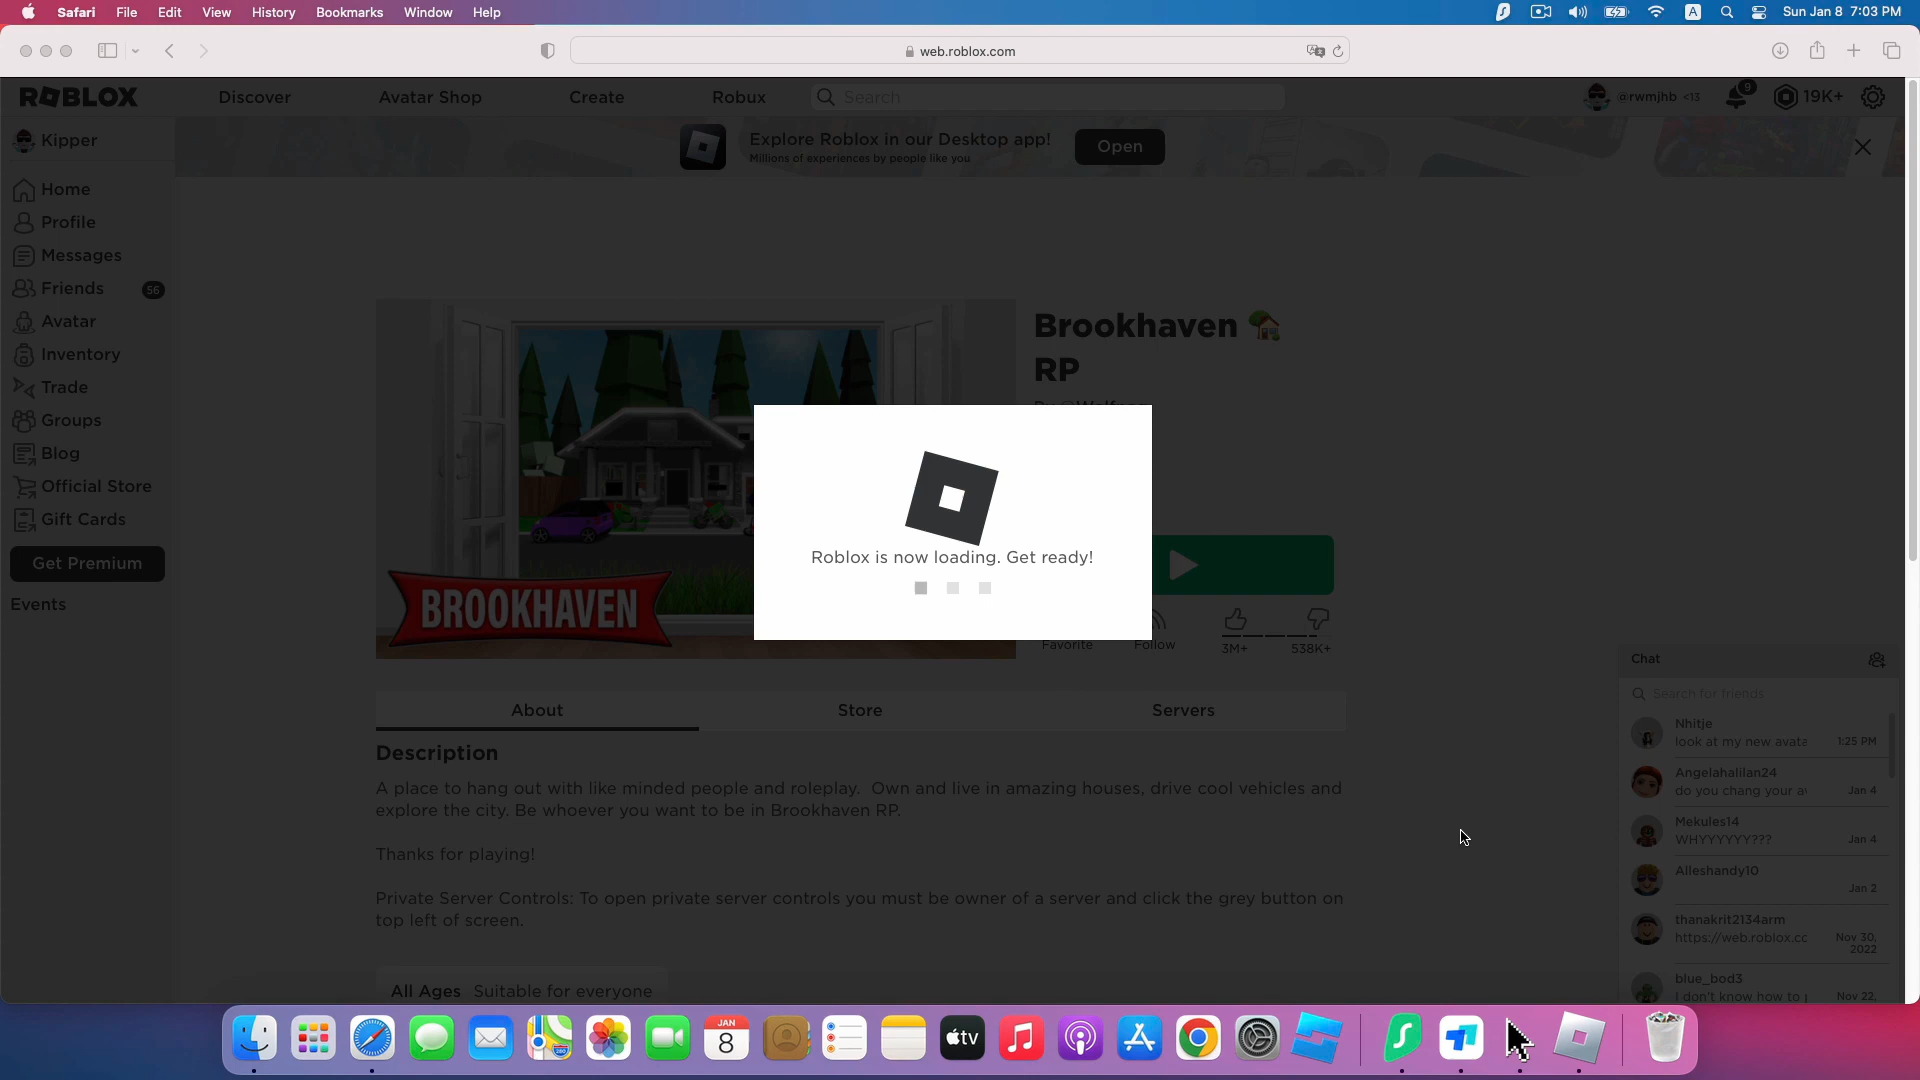 Safari File Edit View History Bookmarks Window Help
A Sun Jan 8 7:03 PM
web.roblox.com
ROBLOX Discover Avatar Shop Create Robux Search @rwmjhb <13 9 19K+
Kipper
Explore Roblox in our Desktop app!
Millions of experiences by people like you
Open
Home
Profile
Messages
Friends 56
Avatar
Inventory
Trade
Groups
Blog
Official Store
Gift Cards
Get Premium
Events
Brookhaven
RP
BROOKHAVEN
Roblox is now loading. Get ready!
Favorite Follow 3M+ 538K+
About Store Servers
Description
A place to hang out with like minded people and roleplay. Own and live in amazing houses, drive cool vehicles and
explore the city. Be whoever you want to be in Brookhaven RP.
Thanks for playing!
Private Server Controls: To open private server controls you must be owner of a server and click the grey button on
top left of screen.
All Ages Suitable for everyone
Chat
Search for friends
Nhitje
look at my new avata 1:25 PM
Angelahalilan24
do you chang your Jan 4
Mekules14
WHYYYYYY??? Jan 4
Alleshandy10
Jan 2
thanakrit2134arm
https://web.roblox.cc Nov 30,
2022
blue_bod3
I don't know how to Nov 22,
JAN
8
280
tv